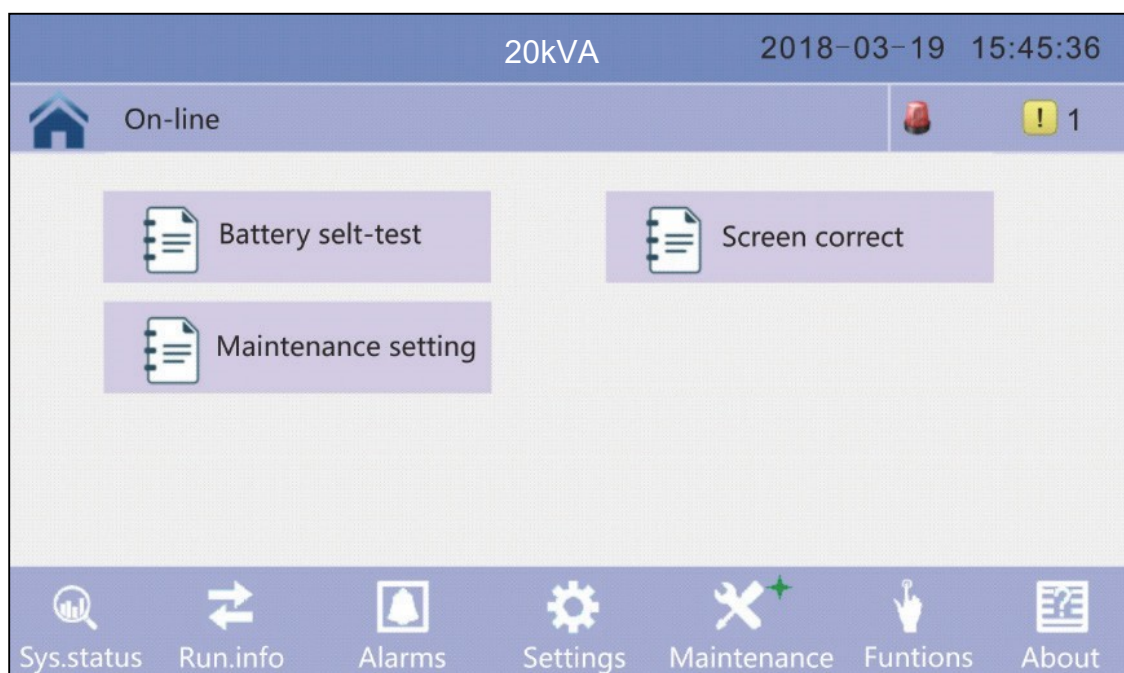 20kVA 2018-03-19 15:45:36
On-line ! 1
Battery selt-test Screen correct
Maintenance setting
Sys.status Run.info Alarms Settings Maintenance Funtions About